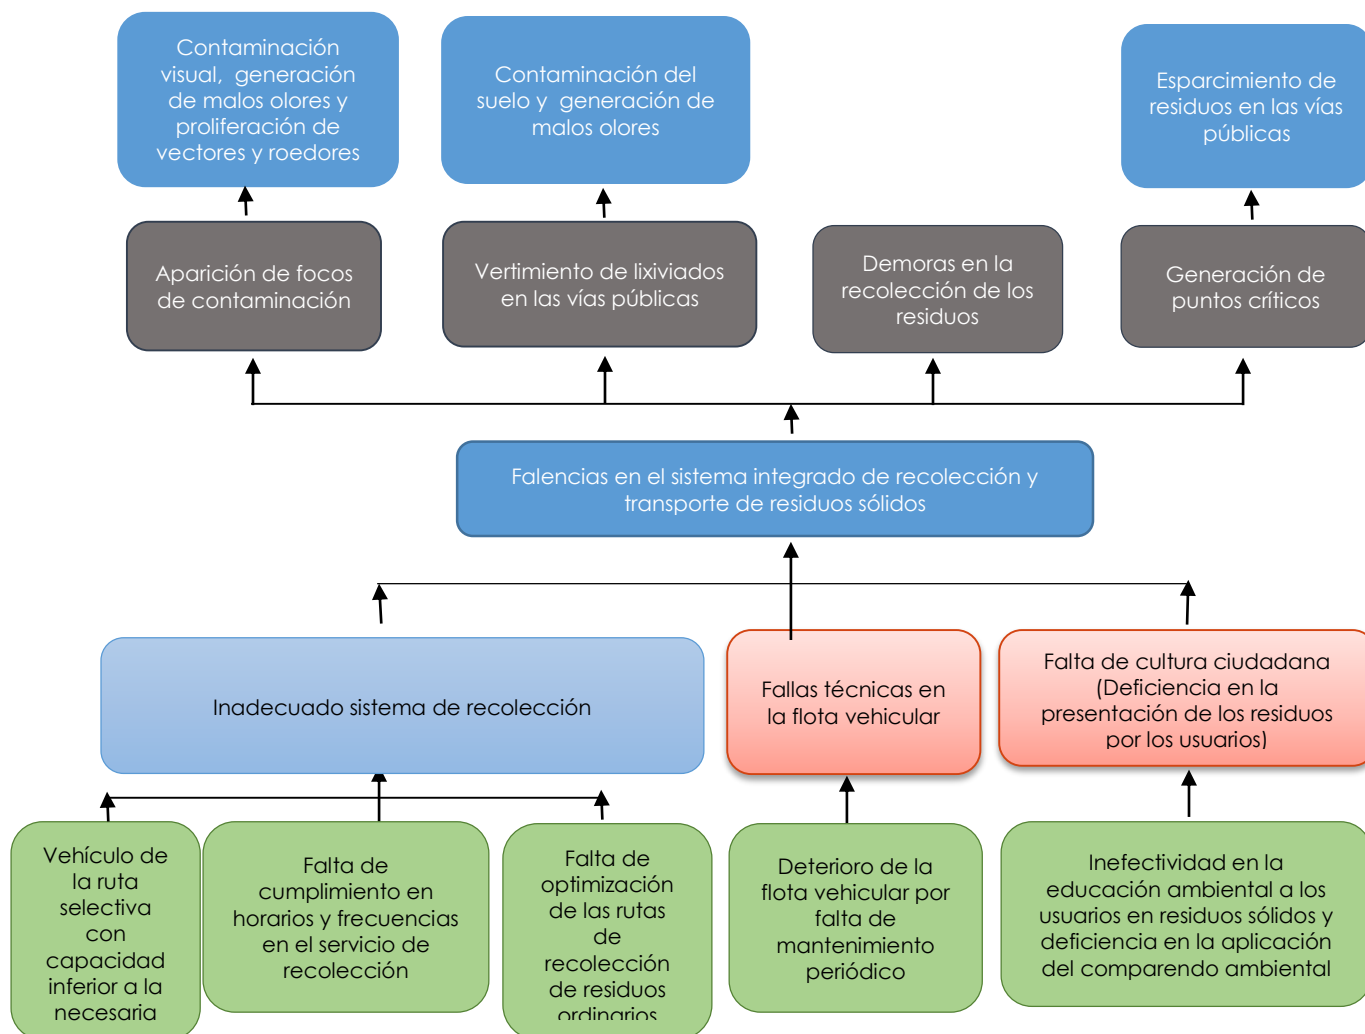 Contaminación
visual, generación
de malos olores y
proliferación de
vectores y roedores
Contaminación del
suelo y generación de
malos olores
Esparcimiento de
residuos en las vías
públicas
Aparición de focos
de contaminación
Vertimiento de lixiviados
en las vías públicas
Demoras en la
recolección de los
residuos
Generación de
puntos críticos
Falencias en el sistema integrado de recolección y
transporte de residuos sólidos
Inadecuado sistema de recolección
Fallas técnicas en
la flota vehicular
Falta de cultura ciudadana
(Deficiencia en la
presentación de los residuos
por los usuarios)
Vehículo de
la ruta
selectiva
con
capacidad
inferior a la
necesaria
Falta de
cumplimiento en
horarios y frecuencias
en el servicio de
recolección
Falta de
optimización
de las rutas
de
recolección
de residuos
ordinarios
Deterioro de la
flota vehicular por
falta de
mantenimiento
periódico
Inefectividad en la
educación ambiental a los
usuarios en residuos sólidos y
deficiencia en la aplicación
del comparendo ambiental